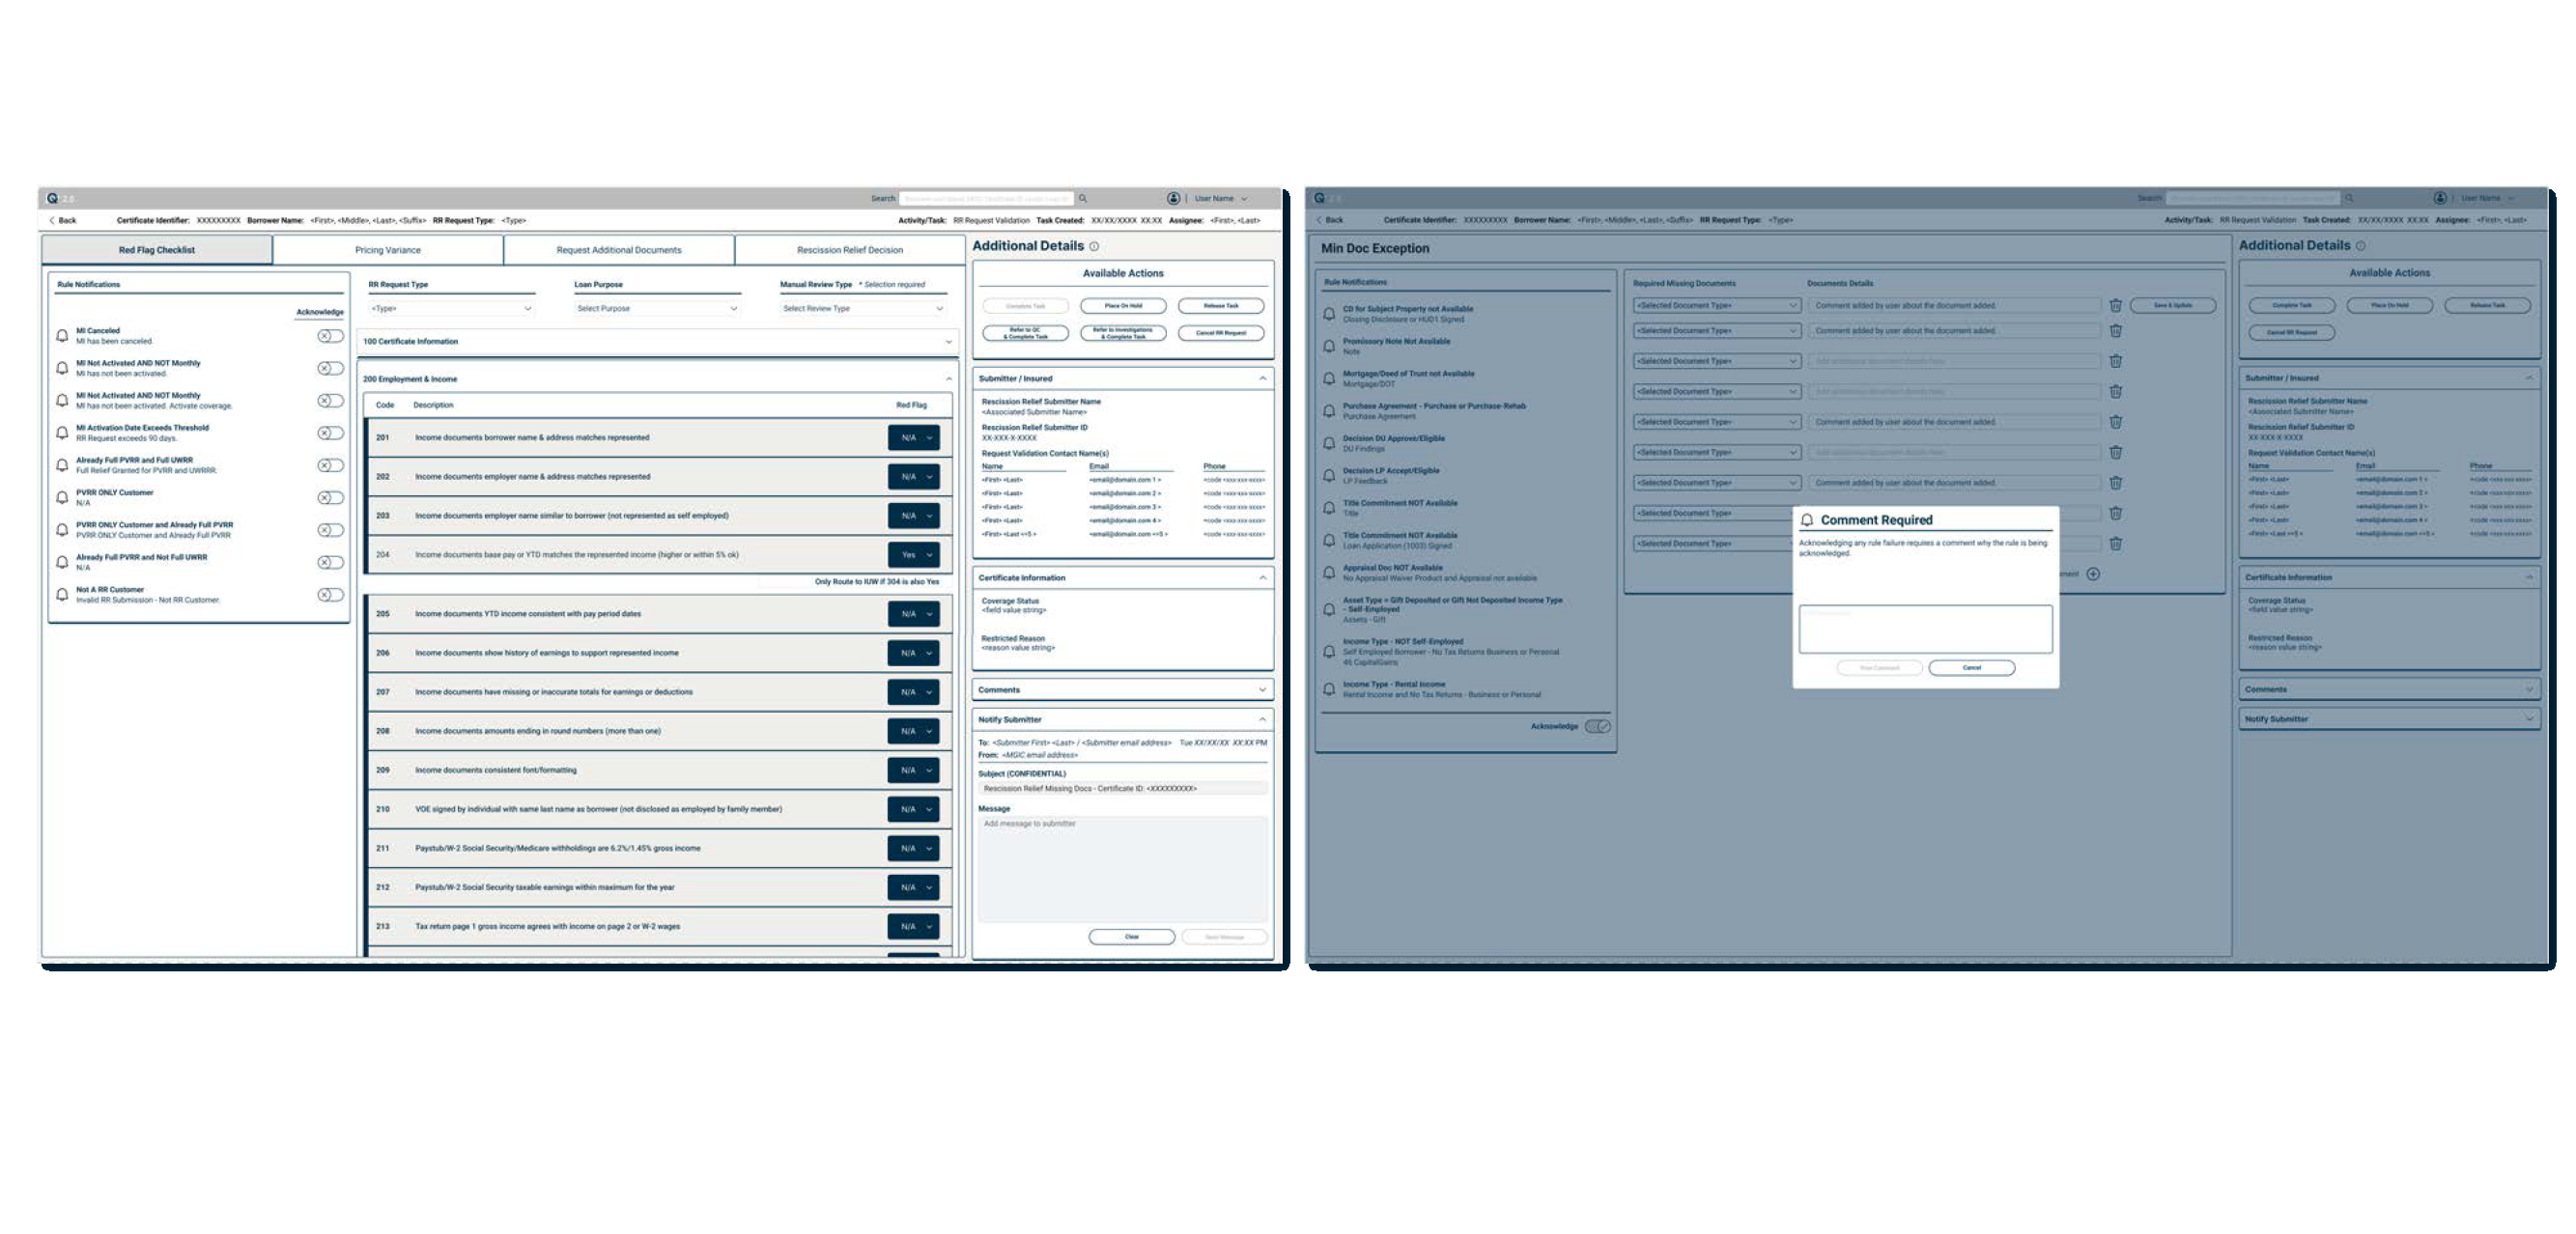 Q 2.0
Search
User Name
Back
Certificate Identifier: XXXXXXXXX Borrower Name: <First>, <Middle>, <Last>, <Suffix> RR Request Type: <Type>
Activity/Task: RR Request Validation Task Created: XX/XX/XXXX XX:XX Assignee: <First>, <Last>
Red Flag Checklist
Pricing Variance
Request Additional Documents
Rescission Relief Decision
Rule Notifications
Acknowledge
MI Canceled
MI has been canceled.
MI Not Activated AND NOT Monthly
MI has not been activated.
MI Not Activated AND NOT Monthly
MI has not been activated. Activate coverage.
MI Activation Date Exceeds Threshold
RR Request exceeds 90 days.
Already Full PVRR and Full UWRR
Full Relief Granted for PVRR and UWRRR.
PVRR ONLY Customer
N/A
PVRR ONLY Customer and Already Full PVRR
PVRR ONLY Customer and Already Full PVRR
Already Full PVRR and Not Full UWRR
N/A
Not A RR Customer
Invalid RR Submission - Not RR Customer.
RR Request Type
<Type>
Loan Purpose
Select Purpose
Manual Review Type * Selection required
Select Review Type
100 Certificate Information
200 Employment & Income
Code Description Red Flag
201 Income documents borrower name & address matches represented N/A
202 Income documents employer name & address matches represented N/A
203 Income documents employer name similar to borrower (not represented as self employed) N/A
204 Income documents base pay or YTD matches the represented income (higher or within 5% ok) Yes
Only Route to IUW if 304 is also Yes
205 Income documents YTD income consistent with pay period dates N/A
206 Income documents show history of earnings to support represented income N/A
207 Income documents have missing or inaccurate totals for earnings or deductions N/A
208 Income documents amounts ending in round numbers (more than one) N/A
209 Income documents consistent font/formatting N/A
210 VOE signed by individual with same last name as borrower (not disclosed as employed by family member) N/A
211 Paystub/W-2 Social Security/Medicare withholdings are 6.2%/1.45% gross income N/A
212 Paystub/W-2 Social Security taxable earnings within maximum for the year N/A
213 Tax return page 1 gross income agrees with income on page 2 or W-2 wages N/A
Additional Details
Available Actions
Complete Task
Place On Hold
Release Task
Refer to QC
& Complete Task
Refer to Investigations
& Complete Task
Cancel RR Request
Submitter / Insured
Rescission Relief Submitter Name
<Associated Submitter Name>
Rescission Relief Submitter ID
XX-XXX-X-XXXX
Request Validation Contact Name(s)
Name Email Phone
<First> <Last> <email@domain.com 1 > <code <xxx-xxx-xxxx>
<First> <Last> <email@domain.com 2 > <code <xxx-xxx-xxxx>
<First> <Last> <email@domain.com 3 > <code <xxx-xxx-xxxx>
<First> <Last> <email@domain.com 4 > <code <xxx-xxx-xxxx>
<First> <Last <=5 > <email@domain.com <=5 > <code <xxx-xxx-xxxx>
Certificate Information
Coverage Status
<field value string>
Restricted Reason
<reason value string>
Comments
Notify Submitter
To: <Submitter First> <Last> / <Submitter email address> Tue XX/XX/XX XX:XX PM
From: <MGIC email address>
Subject (CONFIDENTIAL)
Rescission Relief Missing Docs - Certificate ID: <XXXXXXXXX>
Message
Add message to submitter
Clear
Send Message
Q
Search
User Name
Back
Certificate Identifier: XXXXXXXXX Borrower Name: <First>, <Middle>, <Last>, <Suffix> RR Request Type: <Type>
Activity/Task: RR Request Validation Task Created: XX/XX/XXXX XX:XX Assignee: <First>, <Last>
Min Doc Exception
Rule Notifications
CD for Subject Property not Available
Closing Disclosure or HUD1 Signed
Promissory Note Not Available
Note
Mortgage/Deed of Trust not Available
Mortgage/DOT
Purchase Agreement - Purchase or Purchase-Rehab
Purchase Agreement
Decision DU Approve/Eligible
DU Findings
Decision LP Accept/Eligible
LP Feedback
Title Commitment NOT Available
Title
Title Commitment NOT Available
Loan Application (1003) Signed
Appraisal Doc NOT Available
No Appraisal Waiver Product and Appraisal not available
Asset Type = Gift Deposited or Gift Not Deposited Income Type
- Self-Employed
Assets - Gift
Income Type - NOT Self-Employed
Self Employed Borrower - No Tax Returns Business or Personal
46 CapitalGains
Income Type - Rental Income
Rental Income and No Tax Returns - Business or Personal
Acknowledge
Required Missing Documents Documents Details
<Selected Document Type> Comment added by user about the document added. Save & Update
<Selected Document Type> Comment added by user about the document added.
<Selected Document Type>
<Selected Document Type>
<Selected Document Type> Comment added by user about the document added.
<Selected Document Type>
<Selected Document Type> Comment added by user about the document added.
<Selected Document Type>
<Selected Document Type>
Comment Required
Acknowledging any rule failure requires a comment why the rule is being
acknowledged.
Cancel
Additional Details
Available Actions
Complete Task
Place On Hold
Release Task
Cancel RR Request
Submitter / Insured
Rescission Relief Submitter Name
<Associated Submitter Name>
Rescission Relief Submitter ID
XX-XXX-X-XXXX
Request Validation Contact Name(s)
Name Email Phone
<First> <Last> <email@domain.com 1 > <code <xxx-xxx-xxxx>
<First> <Last> <email@domain.com 2 > <code <xxx-xxx-xxxx>
<First> <Last> <email@domain.com 3 > <code <xxx-xxx-xxxx>
<First> <Last> <email@domain.com 4 > <code <xxx-xxx-xxxx>
<First> <Last <=5 > <email@domain.com <=5 > <code <xxx-xxx-xxxx>
Certificate Information
Coverage Status
<field value string>
Restricted Reason
<reason value string>
Comments
Notify Submitter